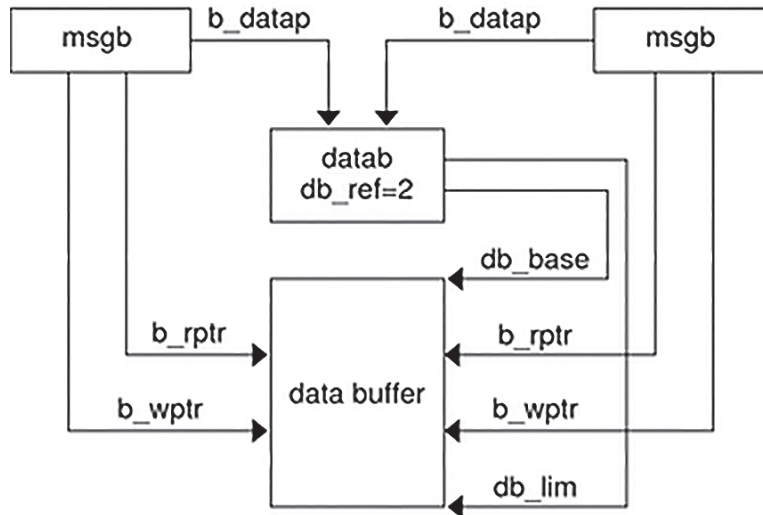 b_datap
b_datap
msgb
msgb
datab
db_ref=2
db_base
b_rptr
b_rptr
data buffer
b_wptr
b_wptr
db_lim